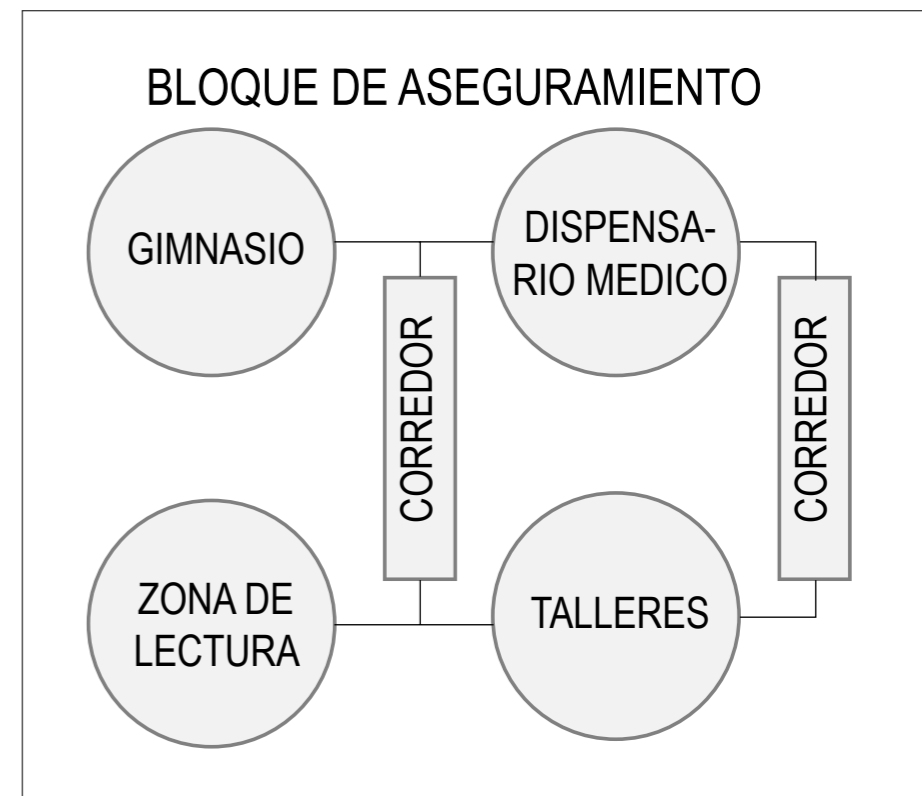 BLOQUE DE ASEGURAMIENTO
GIMNASIO
DISPENSA-
RIO MEDICO
CORREDOR
CORREDOR
ZONA DE
LECTURA
TALLERES